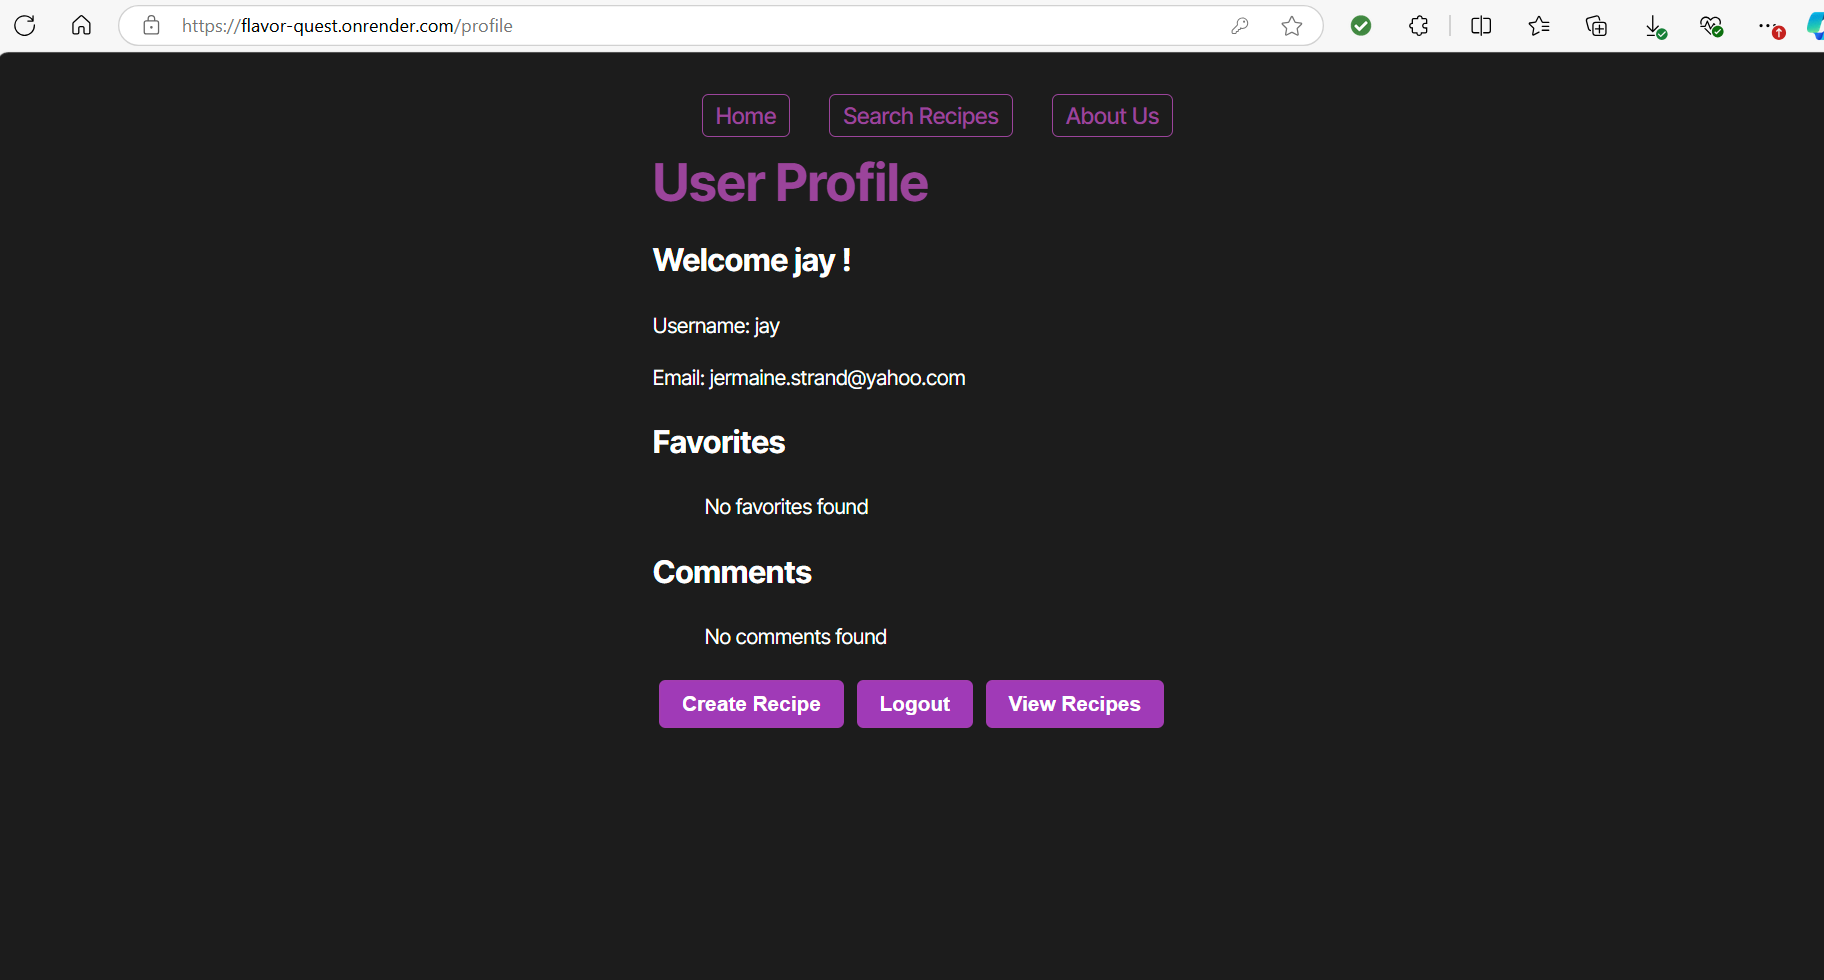 https://flavor-quest.onrender.com/profile
Home Search Recipes About Us
User Profile
Welcome jay !
Username: jay
Email: jermaine.strand@yahoo.com
Favorites
No favorites found
Comments
No comments found
Create Recipe Logout View Recipes